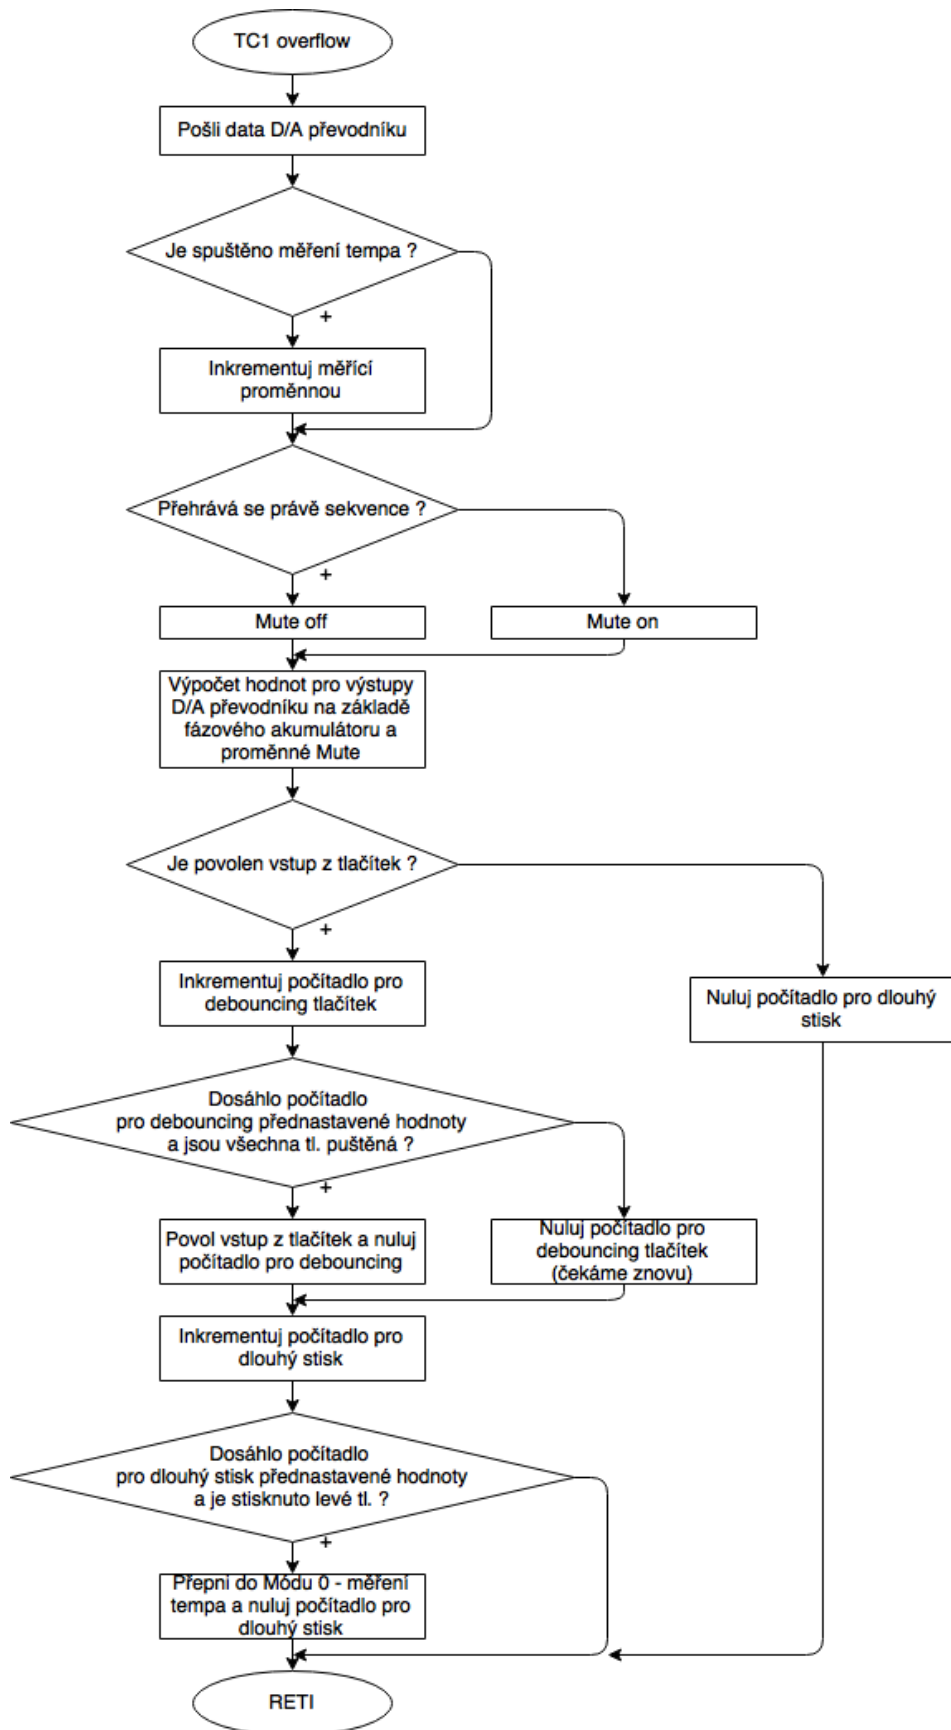 TC1 overflow
Pošli data D/A převodníku
Je spuštěno měření tempa ?
+
Inkrementuj měřící
proměnnou
Přehrává se právě sekvence ?
+
Mute off
Mute on
Výpočet hodnot pro výstupy
D/A převodníku na základě
fázového akumulátoru a
proměnné Mute
Je povolen vstup z tlačítek ?
+
Inkrementuj počítadlo pro
debouncing tlačítek
Nuluj počítadlo pro dlouhý
stisk
Dosáhlo počítadlo
pro debouncing přednastavené hodnoty
a jsou všechna tl. puštěná ?
+
Povol vstup z tlačítek a nuluj
počítadlo pro debouncing
Nuluj počítadlo pro
debouncing tlačítek
(čekáme znovu)
Inkrementuj počítadlo pro
dlouhý stisk
Dosáhlo počítadlo
pro dlouhý stisk přednastavené hodnoty
a je stisknuto levé tl. ?
+
Přepni do Módu 0 - měření
tempa a nuluj počítadlo pro
dlouhý stisk
RETI